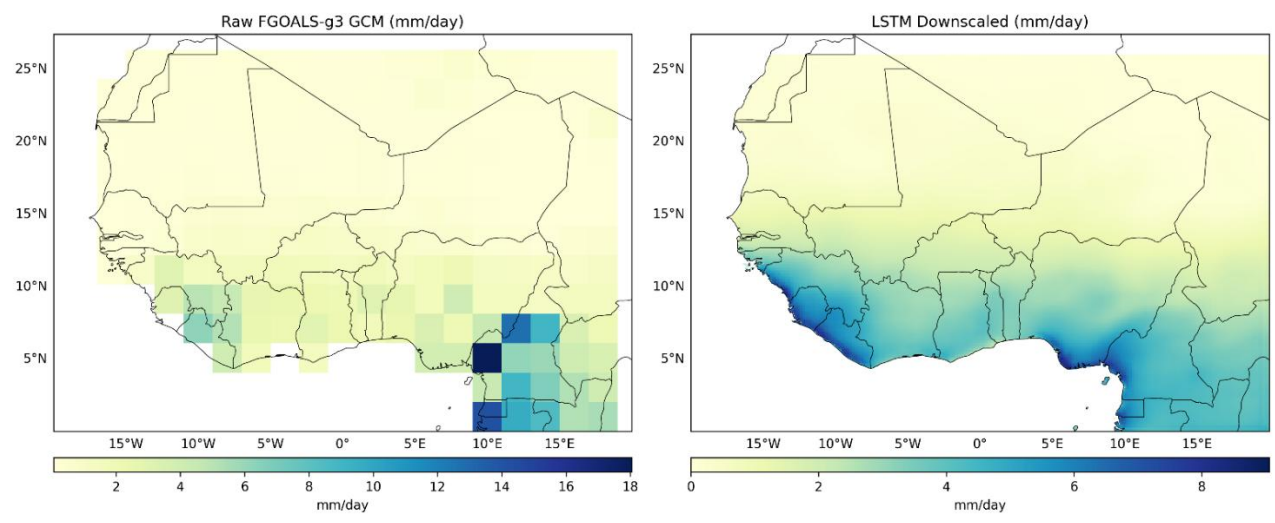 Raw FGOALS-g3 GCM (mm/day)
25°N
20°N
15°N
10°N
5°N
15°W 10°W 5°W 0° 5°E 10°E 15°E
2 4 6 8 10 12 14 16 18
mm/day
LSTM Downscaled (mm/day)
25°N
20°N
15°N
10°N
5°N
15°W 10°W 5°W 0° 5°E 10°E 15°E
0 2 4 6 8
mm/day